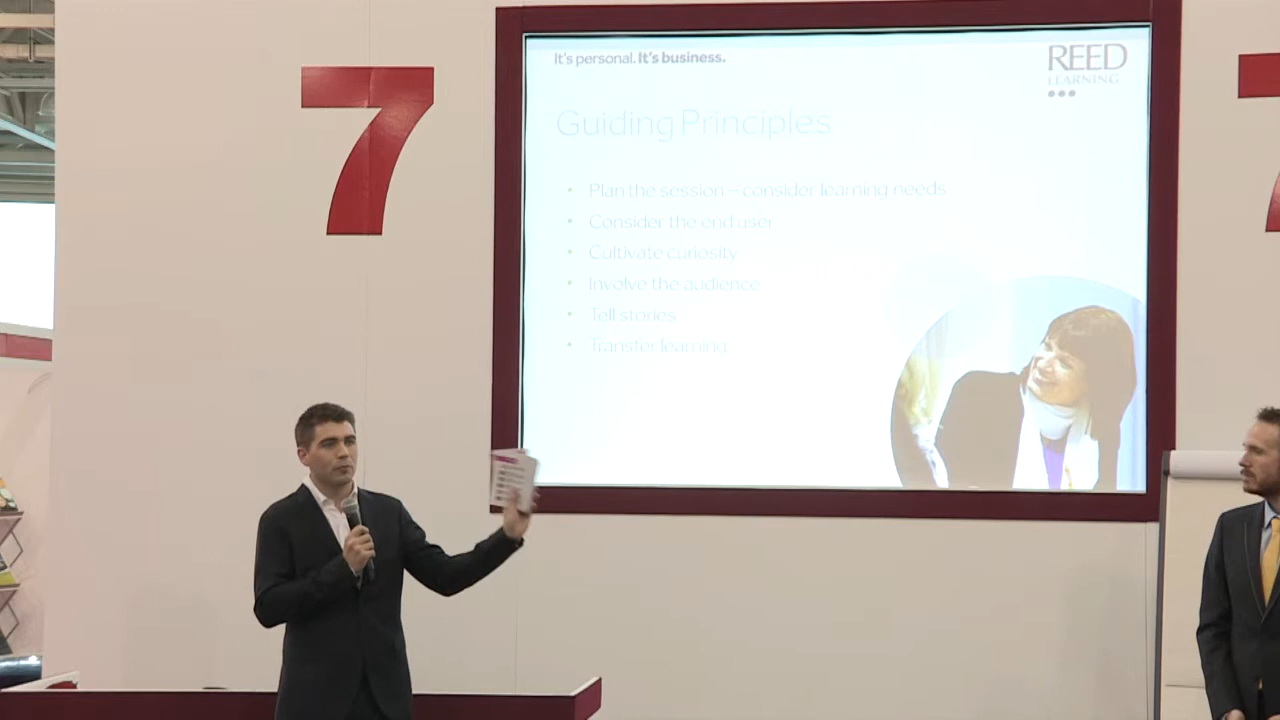 7
It's personal. It's business.
REED
LEARNING
Guiding Principles
• Plan the session – consider learning needs
• Consider the end user
• Cultivate curiosity
• Involve the audience
• Tell stories
• Transfer learning
7